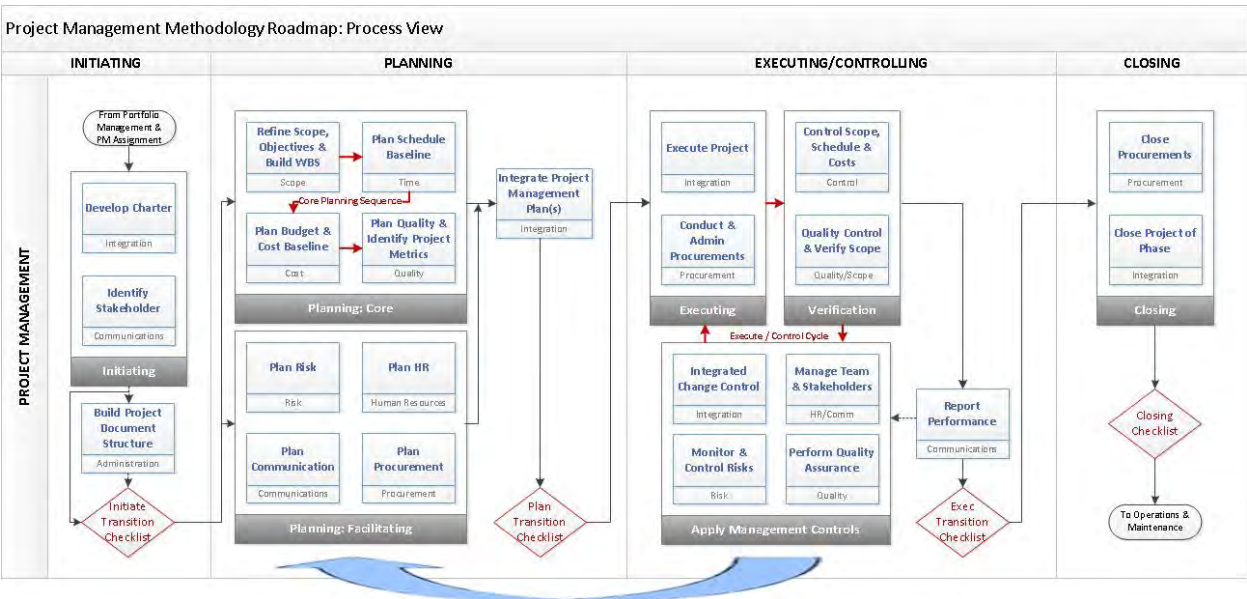 Project Management Methodology Roadmap: Process View
INITIATING
PLANNING
EXECUTING/CONTROLLING
CLOSING
PROJECT MANAGEMENT
From Portfolio
Management &
PM Assignment
Develop Charter
Integration
Identify
Stakeholder
Communications
Initiating
Build Project
Document
Structure
Administration
Initiate
Transition
Checklist
Refine Scope,
Objectives &
Build WBS
Scope
Plan Schedule
Baseline
Time
Core Planning Sequence
Plan Budget &
Cost Baseline
Cost
Plan Quality &
Identify Project
Metrics
Quality
Planning: Core
Plan Risk
Risk
Plan HR
Human Resources
Plan
Communication
Communications
Plan
Procurement
Procurement
Planning: Facilitating
Integrate Project
Management
Plan(s)
Integration
Plan
Transition
Checklist
Execute Project
Integration
Conduct &
Admin
Procurements
Procurement
Executing
Control Scope,
Schedule &
Costs
Control
Quality Control
& Verify Scope
Quality/Scope
Verification
Execute / Control Cycle
Integrated
Change Control
Integration
Manage Team
& Stakeholders
HR/Comm
Monitor &
Control Risks
Risk
Perform Quality
Assurance
Quality
Apply Management Controls
Report
Performance
Communications
Exec
Transition
Checklist
Close
Procurements
Procurement
Close Project of
Phase
Integration
Closing
Closing
Checklist
To Operations &
Maintenance